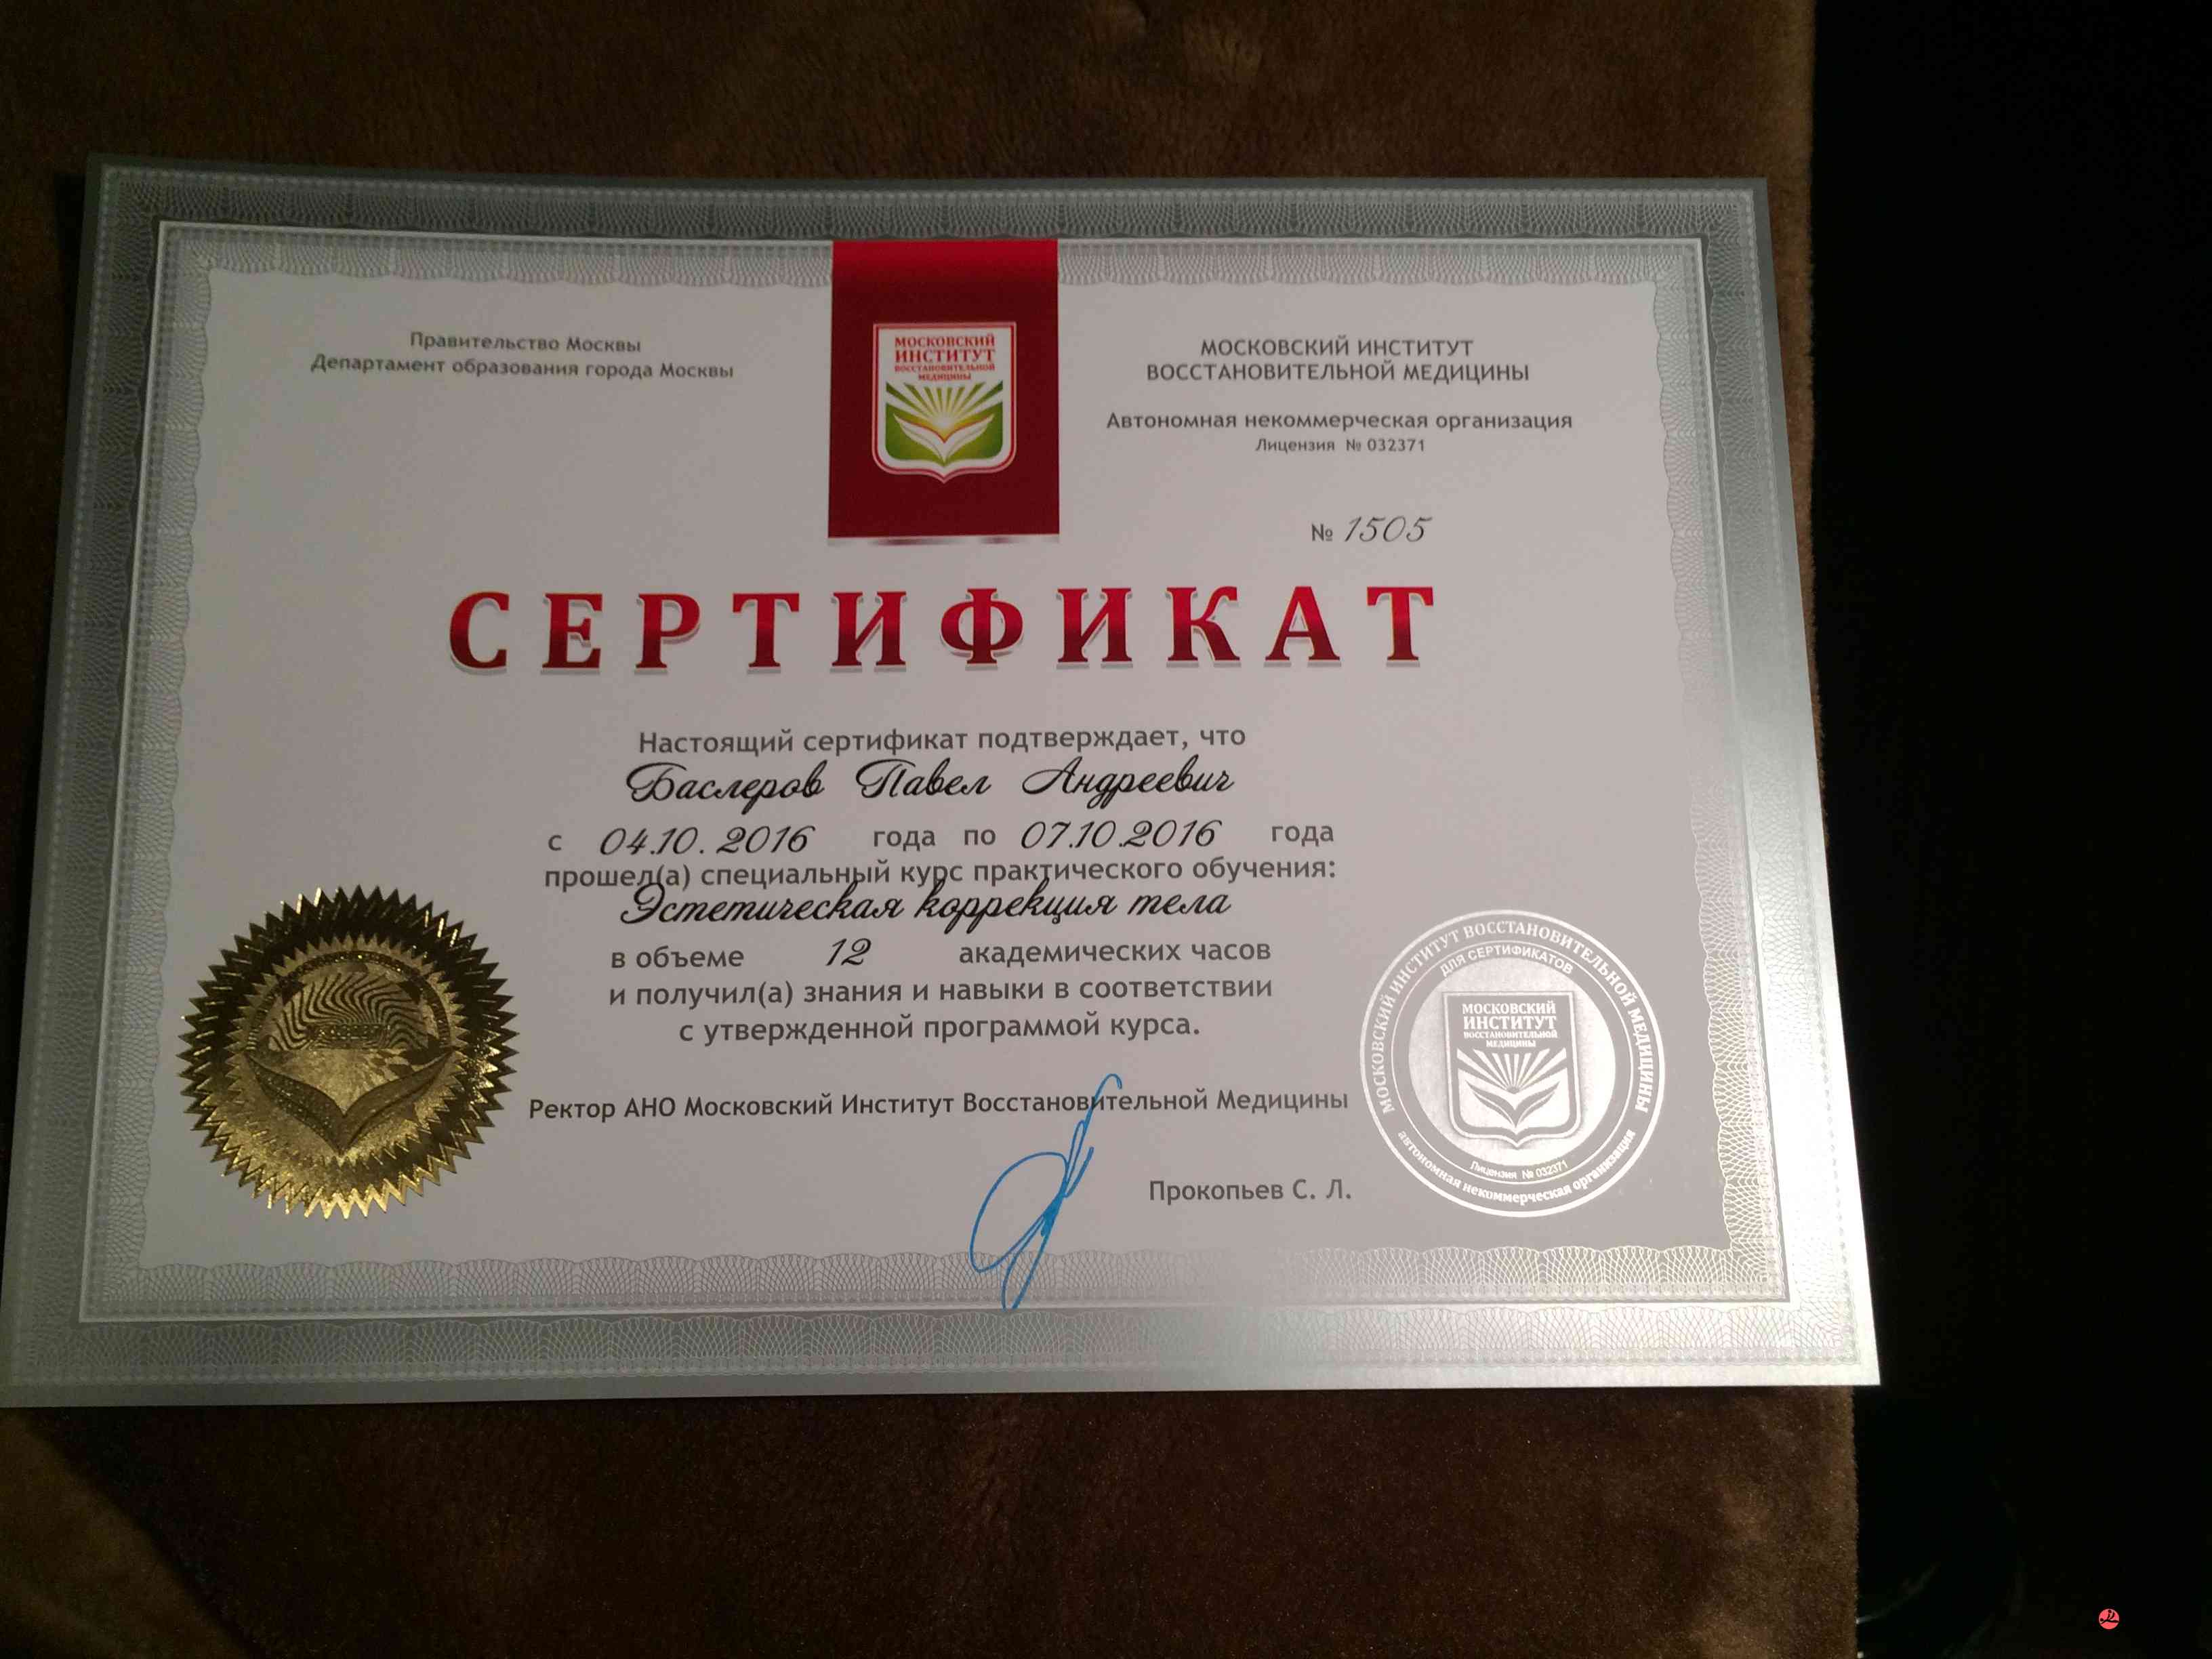 Правительство Москвы
Департамент образования города Москвы
МОСКОВСКИЙ
ИНСТИТУТ
ВОССТАНОВИТЕЛЬНОЙ
МЕДИЦИНЫ
МОСКОВСКИЙ ИНСТИТУТ
ВОССТАНОВИТЕЛЬНОЙ МЕДИЦИНЫ
Автономная некоммерческая организация
Лицензия № 032371
№ 1505
СЕРТИФИКАТ
Настоящий сертификат подтверждает, что
Баслеров Павел Андреевич
с 04.10.2016 года по 07.10.2016 года
прошел(а) специальный курс практического обучения:
Эстетическая коррекция тела
в объеме 12 академических часов
и получил(а) знания и навыки в соответствии
с утвержденной программой курса.
Ректор АНО Московский Институт Восстановительной Медицины
Прокопьев С. Л.
МОСКОВСКИЙ ИНСТИТУТ ВОССТАНОВИТЕЛЬНОЙ МЕДИЦИНЫ
ДЛЯ СЕРТИФИКАТОВ
МОСКОВСКИЙ
ИНСТИТУТ
ВОССТАНОВИТЕЛЬНОЙ
МЕДИЦИНЫ
Лицензия № 032371
автономная некоммерческая организация